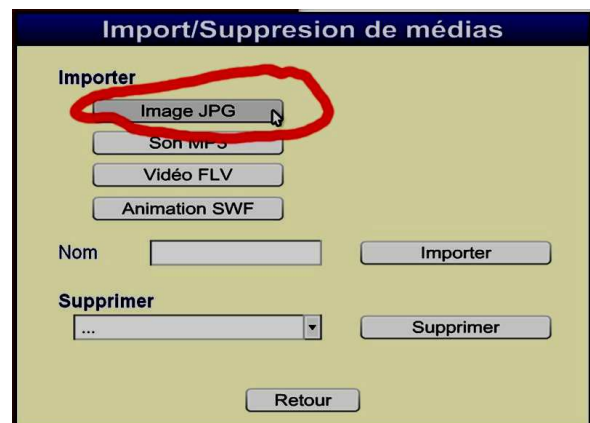 Import/Suppresion de médias
Importer
Image JPG
Son MP3
Vidéo FLV
Animation SWF
Nom
Importer
Supprimer
...
Supprimer
Retour